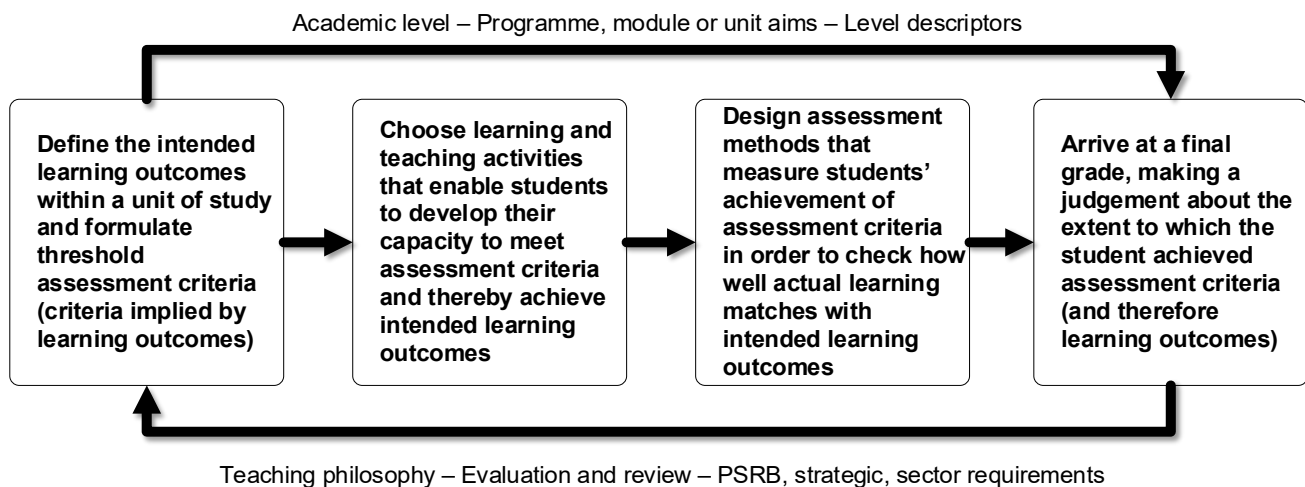 Academic level – Programme, module or unit aims – Level descriptors
Define the intended
learning outcomes
within a unit of study
and formulate
threshold
assessment criteria
(criteria implied by
learning outcomes)
Choose learning and
teaching activities
that enable students
to develop their
capacity to meet
assessment criteria
and thereby achieve
intended learning
outcomes
Design assessment
methods that
measure students’
achievement of
assessment criteria
in order to check how
well actual learning
matches with
intended learning
outcomes
Arrive at a final
grade, making a
judgement about the
extent to which the
student achieved
assessment criteria
(and therefore
learning outcomes)
Teaching philosophy – Evaluation and review – PSRB, strategic, sector requirements